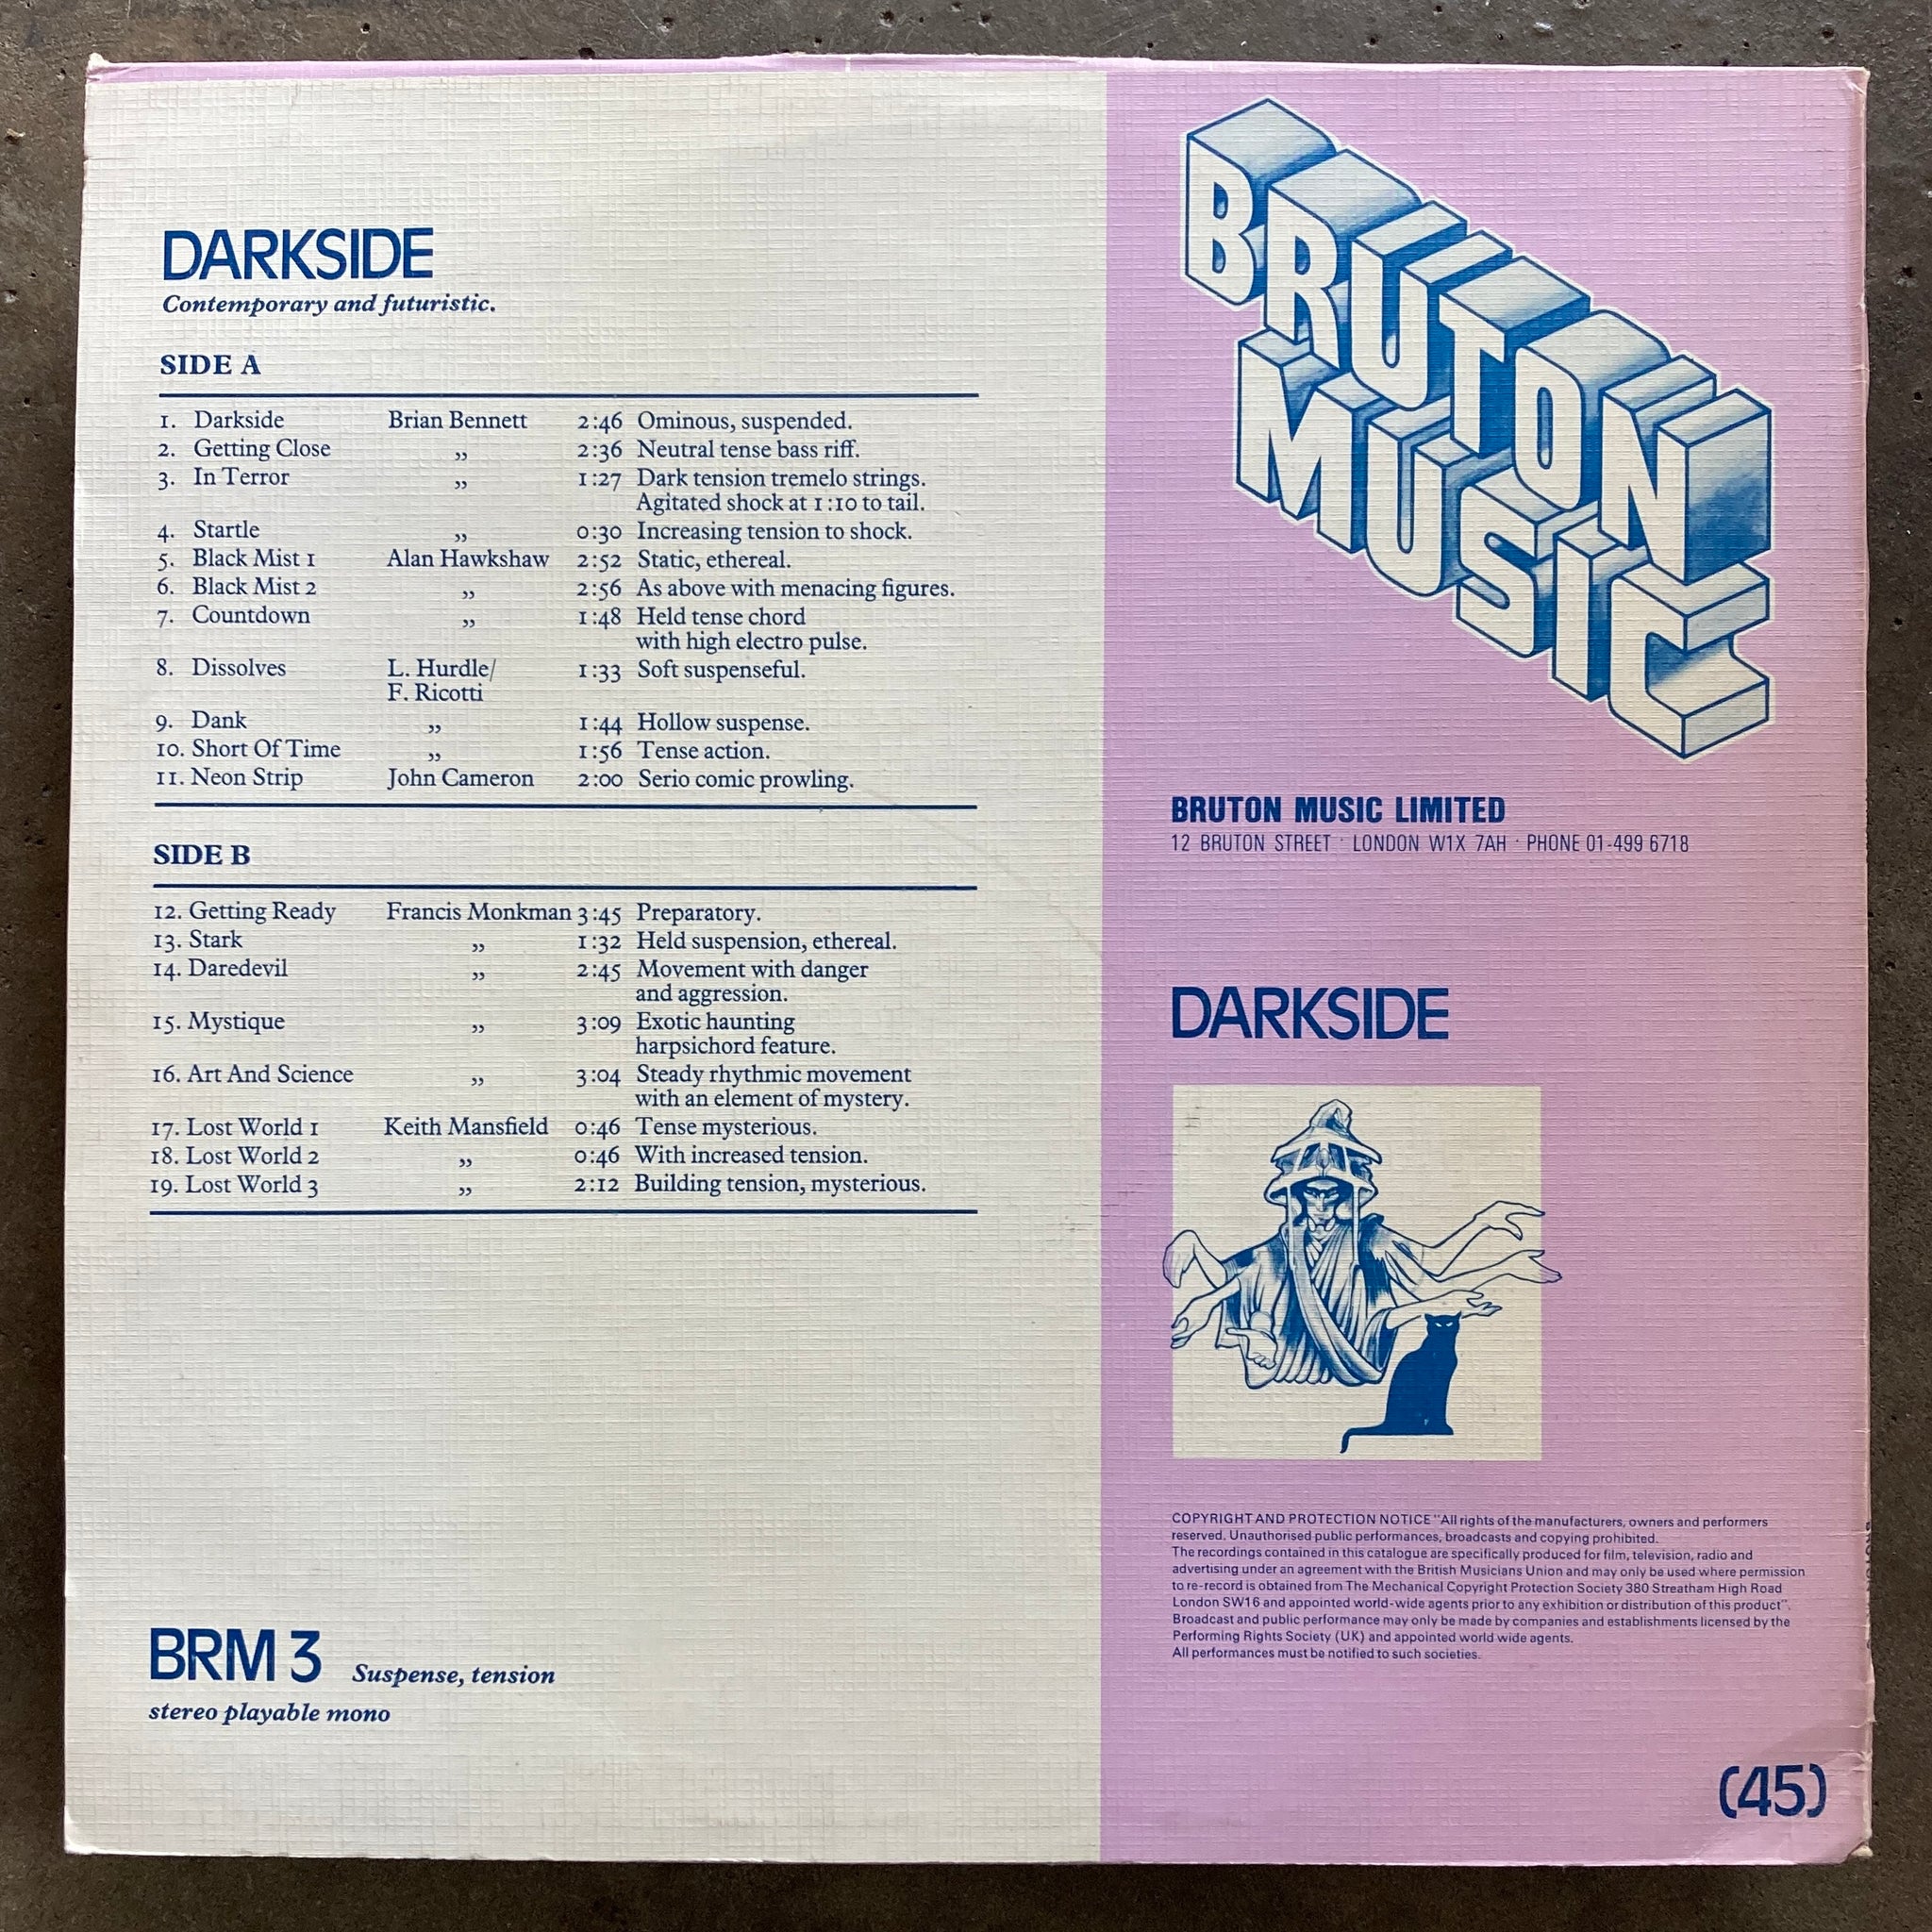 DARKSIDE
Contemporary and futuristic.
SIDE A
1. Darkside Brian Bennett 2:46 Ominous, suspended.
2. Getting Close ,, 2:36 Neutral tense bass riff.
3. In Terror ,, 1:27 Dark tension tremelo strings.
Agitated shock at 1:10 to tail.
4. Startle ,, 0:30 Increasing tension to shock.
5. Black Mist 1 Alan Hawkshaw 2:52 Static, ethereal.
6. Black Mist 2 ,, 2:56 As above with menacing figures.
7. Countdown ,, 1:48 Held tense chord
with high electro pulse.
8. Dissolves L. Hurdle/ 1:33 Soft suspenseful.
F. Ricotti
9. Dank ,, 1:44 Hollow suspense.
10. Short Of Time ,, 1:56 Tense action.
11. Neon Strip John Cameron 2:00 Serio comic prowling.
SIDE B
12. Getting Ready Francis Monkman 3:45 Preparatory.
13. Stark ,, 1:32 Held suspension, ethereal.
14. Daredevil ,, 2:45 Movement with danger
and aggression.
15. Mystique ,, 3:09 Exotic haunting
harpsichord feature.
16. Art And Science ,, 3:04 Steady rhythmic movement
with an element of mystery.
17. Lost World 1 Keith Mansfield 0:46 Tense mysterious.
18. Lost World 2 ,, 0:46 With increased tension.
19. Lost World 3 ,, 2:12 Building tension, mysterious.
BRM 3 Suspense, tension
stereo playable mono
BRUTON
MUSIC
BRUTON MUSIC LIMITED
12 BRUTON STREET · LONDON W1X 7AH · PHONE 01-499 6718
DARKSIDE
COPYRIGHT AND PROTECTION NOTICE "All rights of the manufacturers, owners and performers
reserved. Unauthorised public performances, broadcasts and copying prohibited.
The recordings contained in this catalogue are specifically produced for film, television, radio and
advertising under an agreement with the British Musicians Union and may only be used where permission
to re-record is obtained from The Mechanical Copyright Protection Society 380 Streatham High Road
London SW16 and appointed world-wide agents prior to any exhibition or distribution of this product".
Broadcast and public performance may only be made by companies and establishments licensed by the
Performing Rights Society (UK) and appointed world wide agents.
All performances must be notified to such societies.
(45)